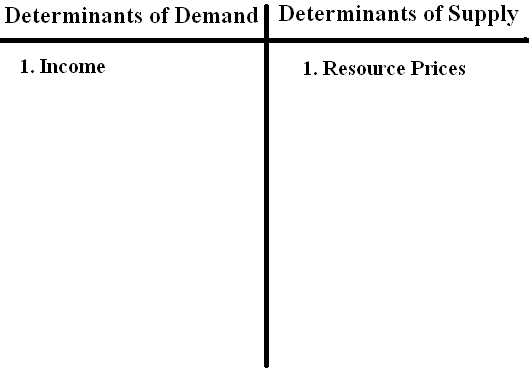 Determinants of Demand
Determinants of Supply
1. Income
1. Resource Prices